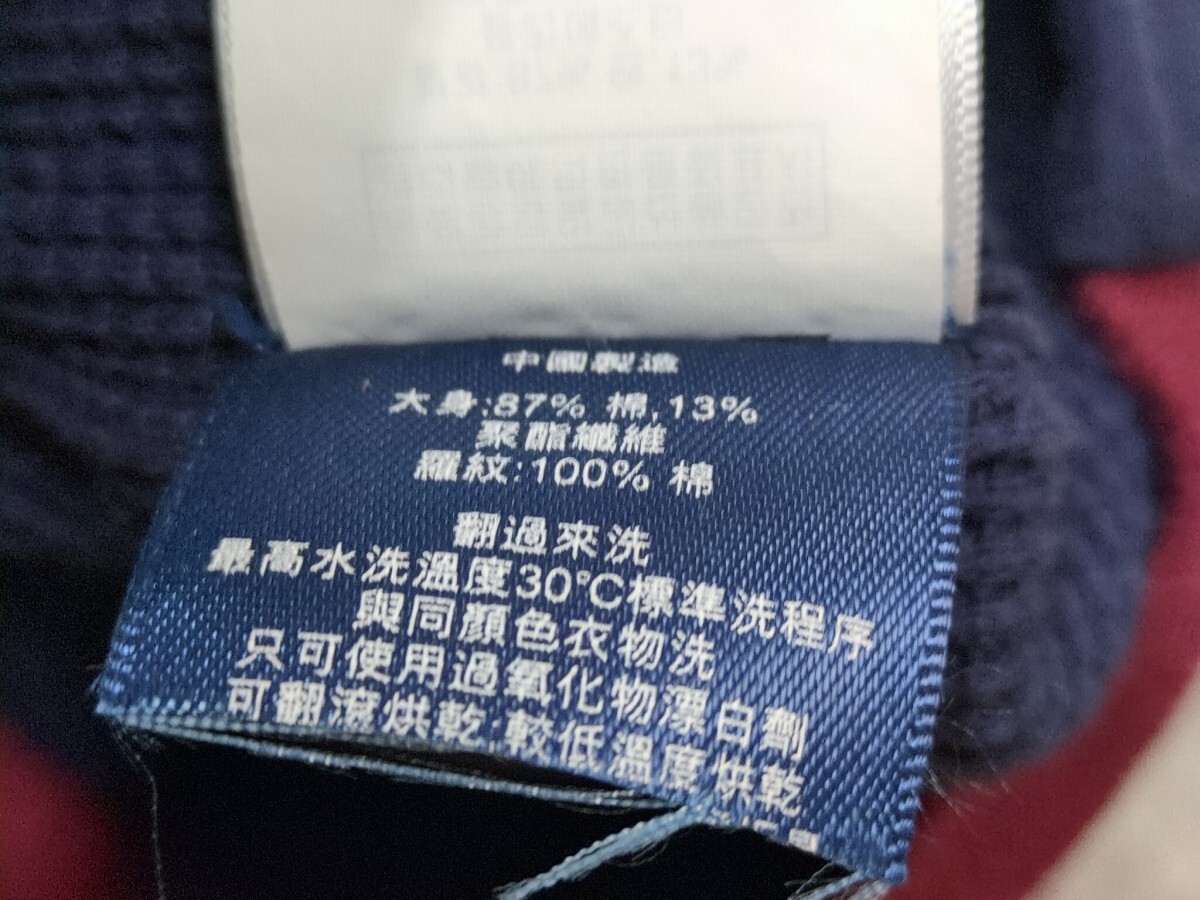 中國製造
大身:87% 棉,13%
聚酯纖維
羅紋:100% 棉
翻過來洗
最高水洗溫度30°C標準洗程序
與同顏色衣物洗
只可使用過氧化物漂白劑
可翻滾烘乾,較低溫度烘乾